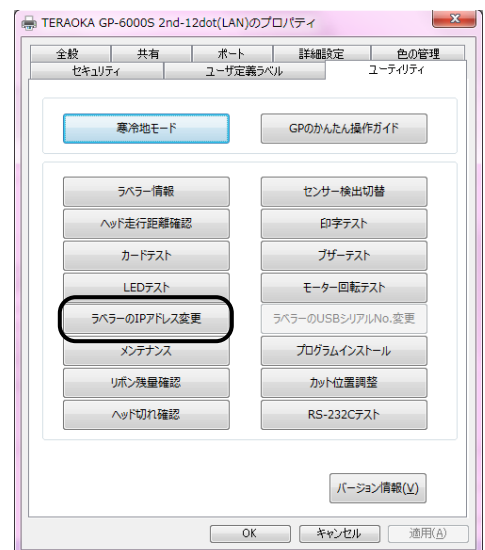 TERAOKA GP-6000S 2nd-12dot(LAN)のプロパティ
全般 共有 ポート 詳細設定 色の管理
セキュリティ ユーザ定義ラベル ユーティリティ
寒冷地モード GPのかんたん操作ガイド
ラベラー情報 センサー検出切替
ヘッド走行距離確認 印字テスト
カードテスト ブザーテスト
LEDテスト モーター回転テスト
ラベラーのIPアドレス変更 ラベラーのUSBシリアルNo.変更
メンテナンス プログラムインストール
リボン残量確認 カット位置調整
ヘッド切れ確認 RS-232Cテスト
バージョン情報(V)
OK キャンセル 適用(A)